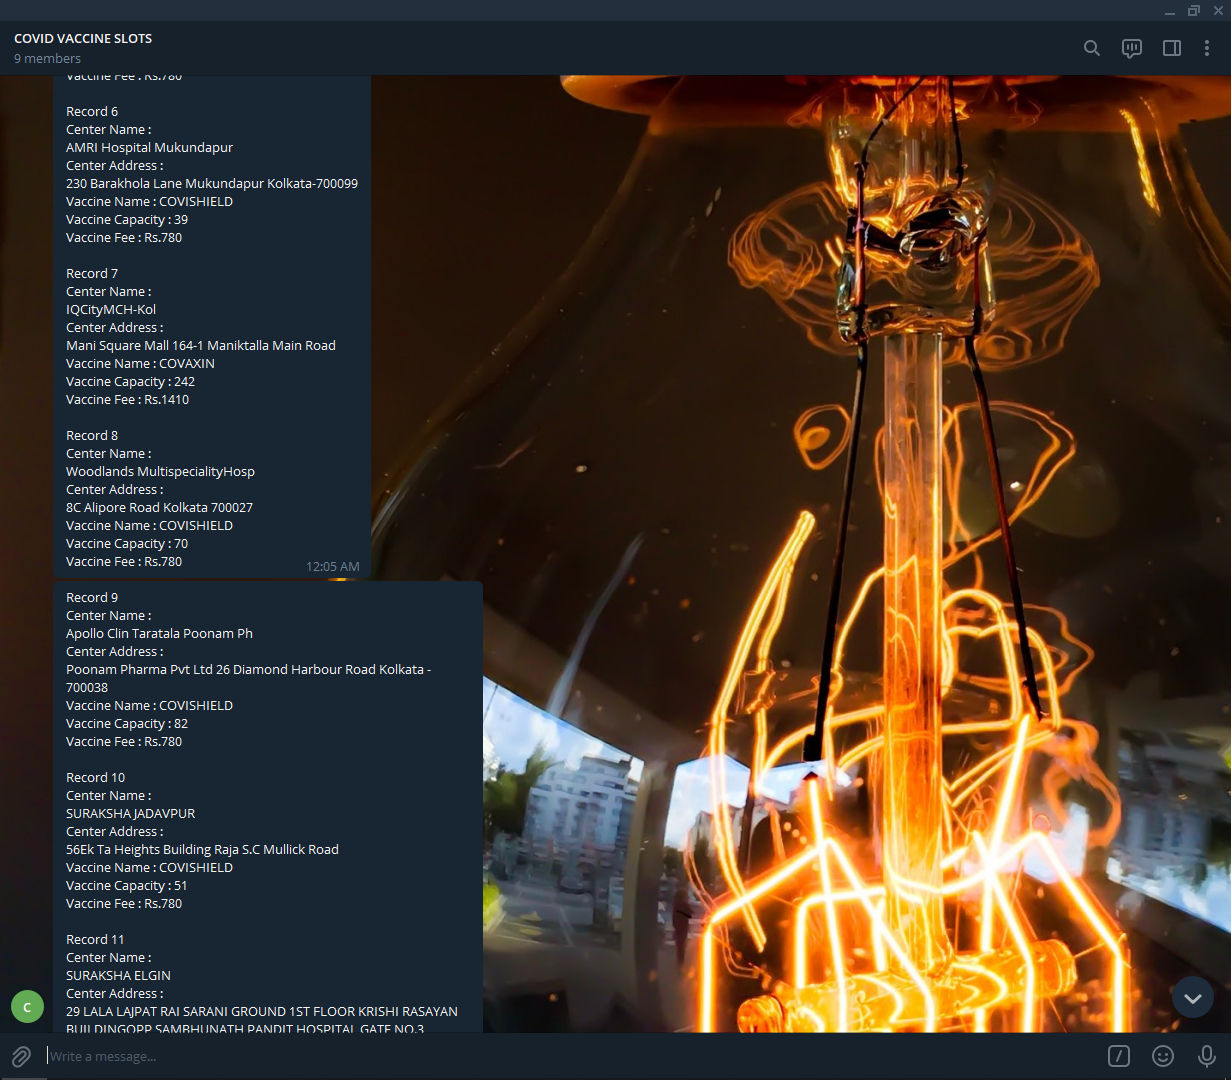 COVID VACCINE SLOTS
9 members
Vaccine Fee : Rs.780
Record 6
Center Name :
AMRI Hospital Mukundapur
Center Address :
230 Barakhola Lane Mukundapur Kolkata-700099
Vaccine Name : COVISHIELD
Vaccine Capacity : 39
Vaccine Fee : Rs.780
Record 7
Center Name :
IQCityMCH-Kol
Center Address :
Mani Square Mall 164-1 Maniktalla Main Road
Vaccine Name : COVAXIN
Vaccine Capacity : 242
Vaccine Fee : Rs.1410
Record 8
Center Name :
Woodlands MultispecialityHosp
Center Address :
8C Alipore Road Kolkata 700027
Vaccine Name : COVISHIELD
Vaccine Capacity : 70
Vaccine Fee : Rs.780
12:05 AM
Record 9
Center Name :
Apollo Clin Taratala Poonam Ph
Center Address :
Poonam Pharma Pvt Ltd 26 Diamond Harbour Road Kolkata -
700038
Vaccine Name : COVISHIELD
Vaccine Capacity : 82
Vaccine Fee : Rs.780
Record 10
Center Name :
SURAKSHA JADAVPUR
Center Address :
56Ek Ta Heights Building Raja S.C Mullick Road
Vaccine Name : COVISHIELD
Vaccine Capacity : 51
Vaccine Fee : Rs.780
Record 11
Center Name :
SURAKSHA ELGIN
Center Address :
29 LALA LAJPAT RAI SARANI GROUND 1ST FLOOR KRISHI RASAYAN
BUILDINGOPP SAMBHUNATH PANDIT HOSPITAL GATE NO.3
C
Write a message...